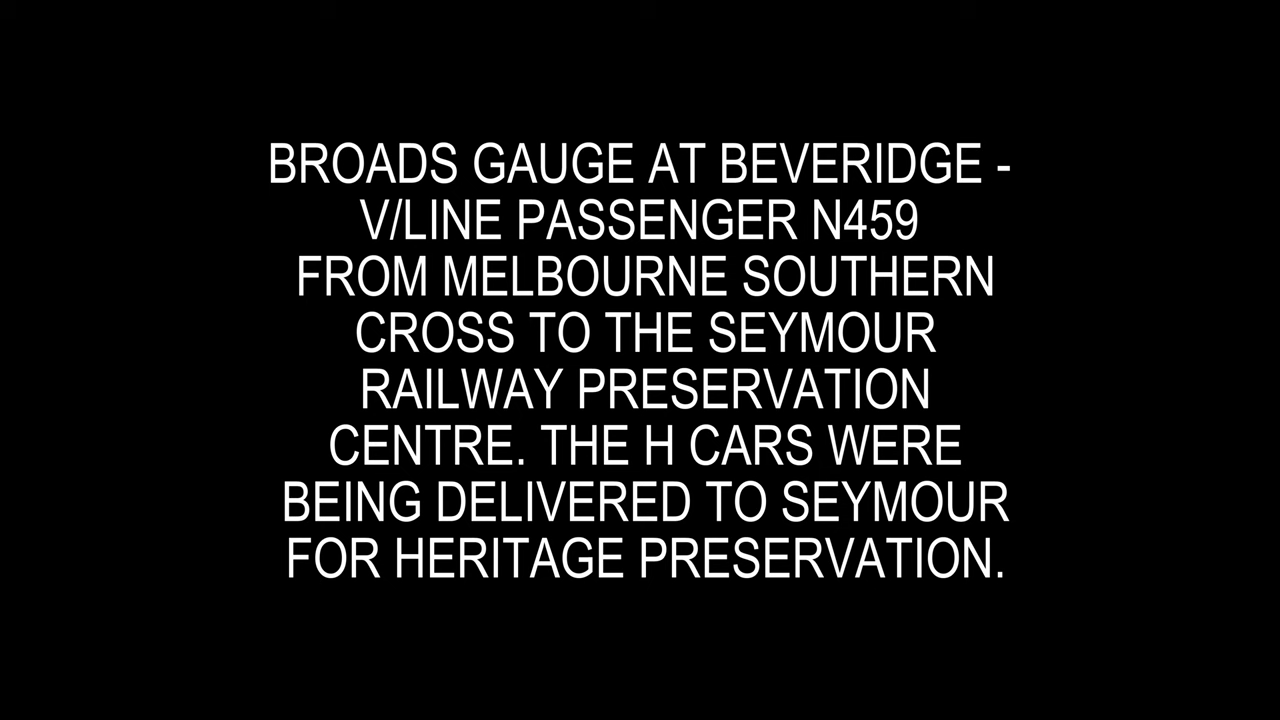 BROADS GAUGE AT BEVERIDGE -
V/LINE PASSENGER N459
FROM MELBOURNE SOUTHERN
CROSS TO THE SEYMOUR
RAILWAY PRESERVATION
CENTRE. THE H CARS WERE
BEING DELIVERED TO SEYMOUR
FOR HERITAGE PRESERVATION.